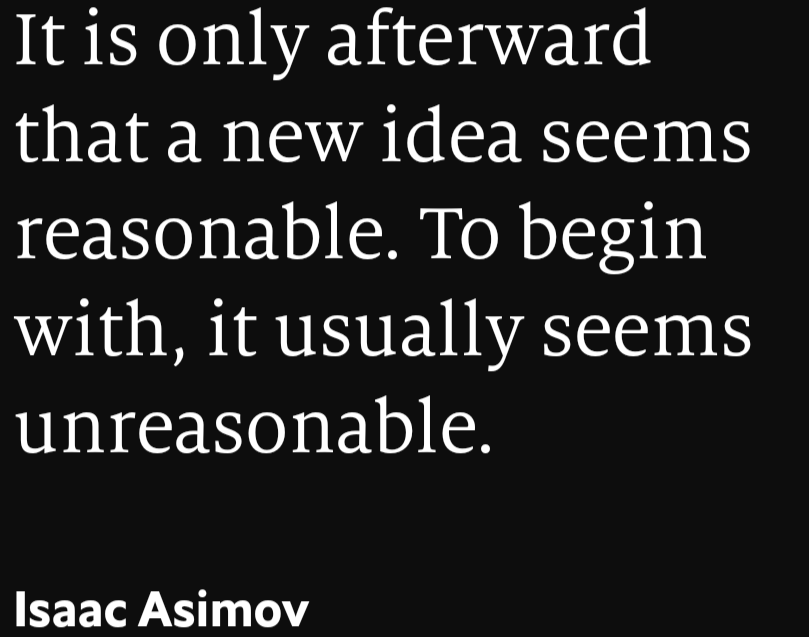 It is only afterward
that a new idea seems
reasonable. To begin
with, it usually seems
unreasonable.
Isaac Asimov